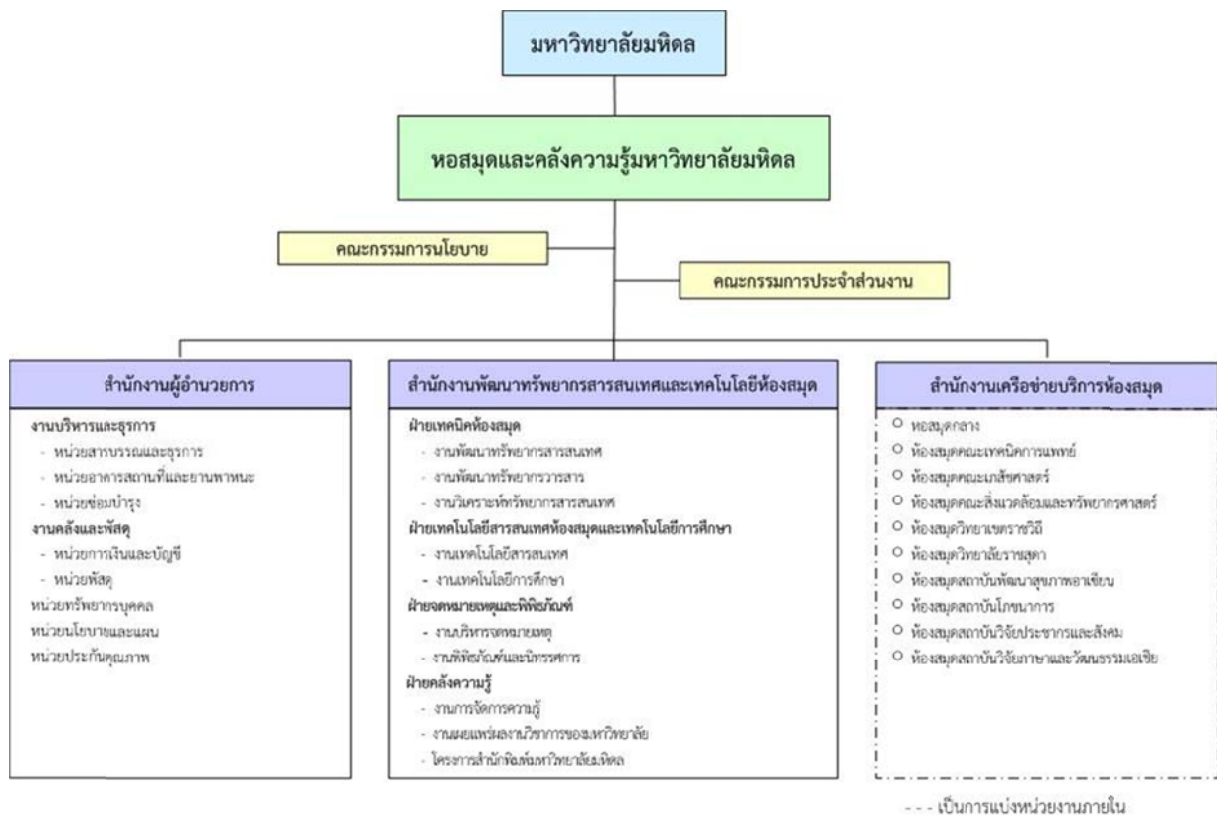 มหาวิทยาลัยมหิดล
หอสมุดและคลังความรู้มหาวิทยาลัยมหิดล
คณะกรรมการนโยบาย
คณะกรรมการประจำส่วนงาน
สำนักงานผู้อำนวยการ
งานบริหารและธุรการ
- หน่วยสารบรรณและธุรการ
- หน่วยอาคารสถานที่และยานพาหนะ
- หน่วยซ่อมบำรุง
งานคลังและพัสดุ
- หน่วยการเงินและบัญชี
- หน่วยพัสดุ
หน่วยทรัพยากรบุคคล
หน่วยนโยบายและแผน
หน่วยประกันคุณภาพ
สำนักงานพัฒนาทรัพยากรสารสนเทศและเทคโนโลยีห้องสมุด
ฝ่ายเทคนิคห้องสมุด
- งานพัฒนาทรัพยากรสารสนเทศ
- งานพัฒนาทรัพยากรวารสาร
- งานวิเคราะห์ทรัพยากรสารสนเทศ
ฝ่ายเทคโนโลยีสารสนเทศห้องสมุดและเทคโนโลยีการศึกษา
- งานเทคโนโลยีสารสนเทศ
- งานเทคโนโลยีการศึกษา
ฝ่ายจดหมายเหตุและพิพิธภัณฑ์
- งานบริหารจดหมายเหตุ
- งานพิพิธภัณฑ์และนิทรรศการ
ฝ่ายคลังความรู้
- งานการจัดการความรู้
- งานเผยแพร่ผลงานวิชาการของมหาวิทยาลัย
- โครงการสำนักพิมพ์มหาวิทยาลัยมหิดล
สำนักงานเครือข่ายบริการห้องสมุด
หอสมุดกลาง
ห้องสมุดคณะเทคนิคการแพทย์
ห้องสมุดคณะเภสัชศาสตร์
ห้องสมุดคณะสิ่งแวดล้อมและทรัพยากรศาสตร์
ห้องสมุดวิทยาเขตราชวิถี
ห้องสมุดวิทยาลัยราชสุดา
ห้องสมุดสถาบันพัฒนาสุขภาพอาเซียน
ห้องสมุดสถาบันโภชนาการ
ห้องสมุดสถาบันวิจัยประชากรและสังคม
ห้องสมุดสถาบันวิจัยภาษาและวัฒนธรรมเอเชีย
- - - เป็นการแบ่งหน่วยงานภายใน